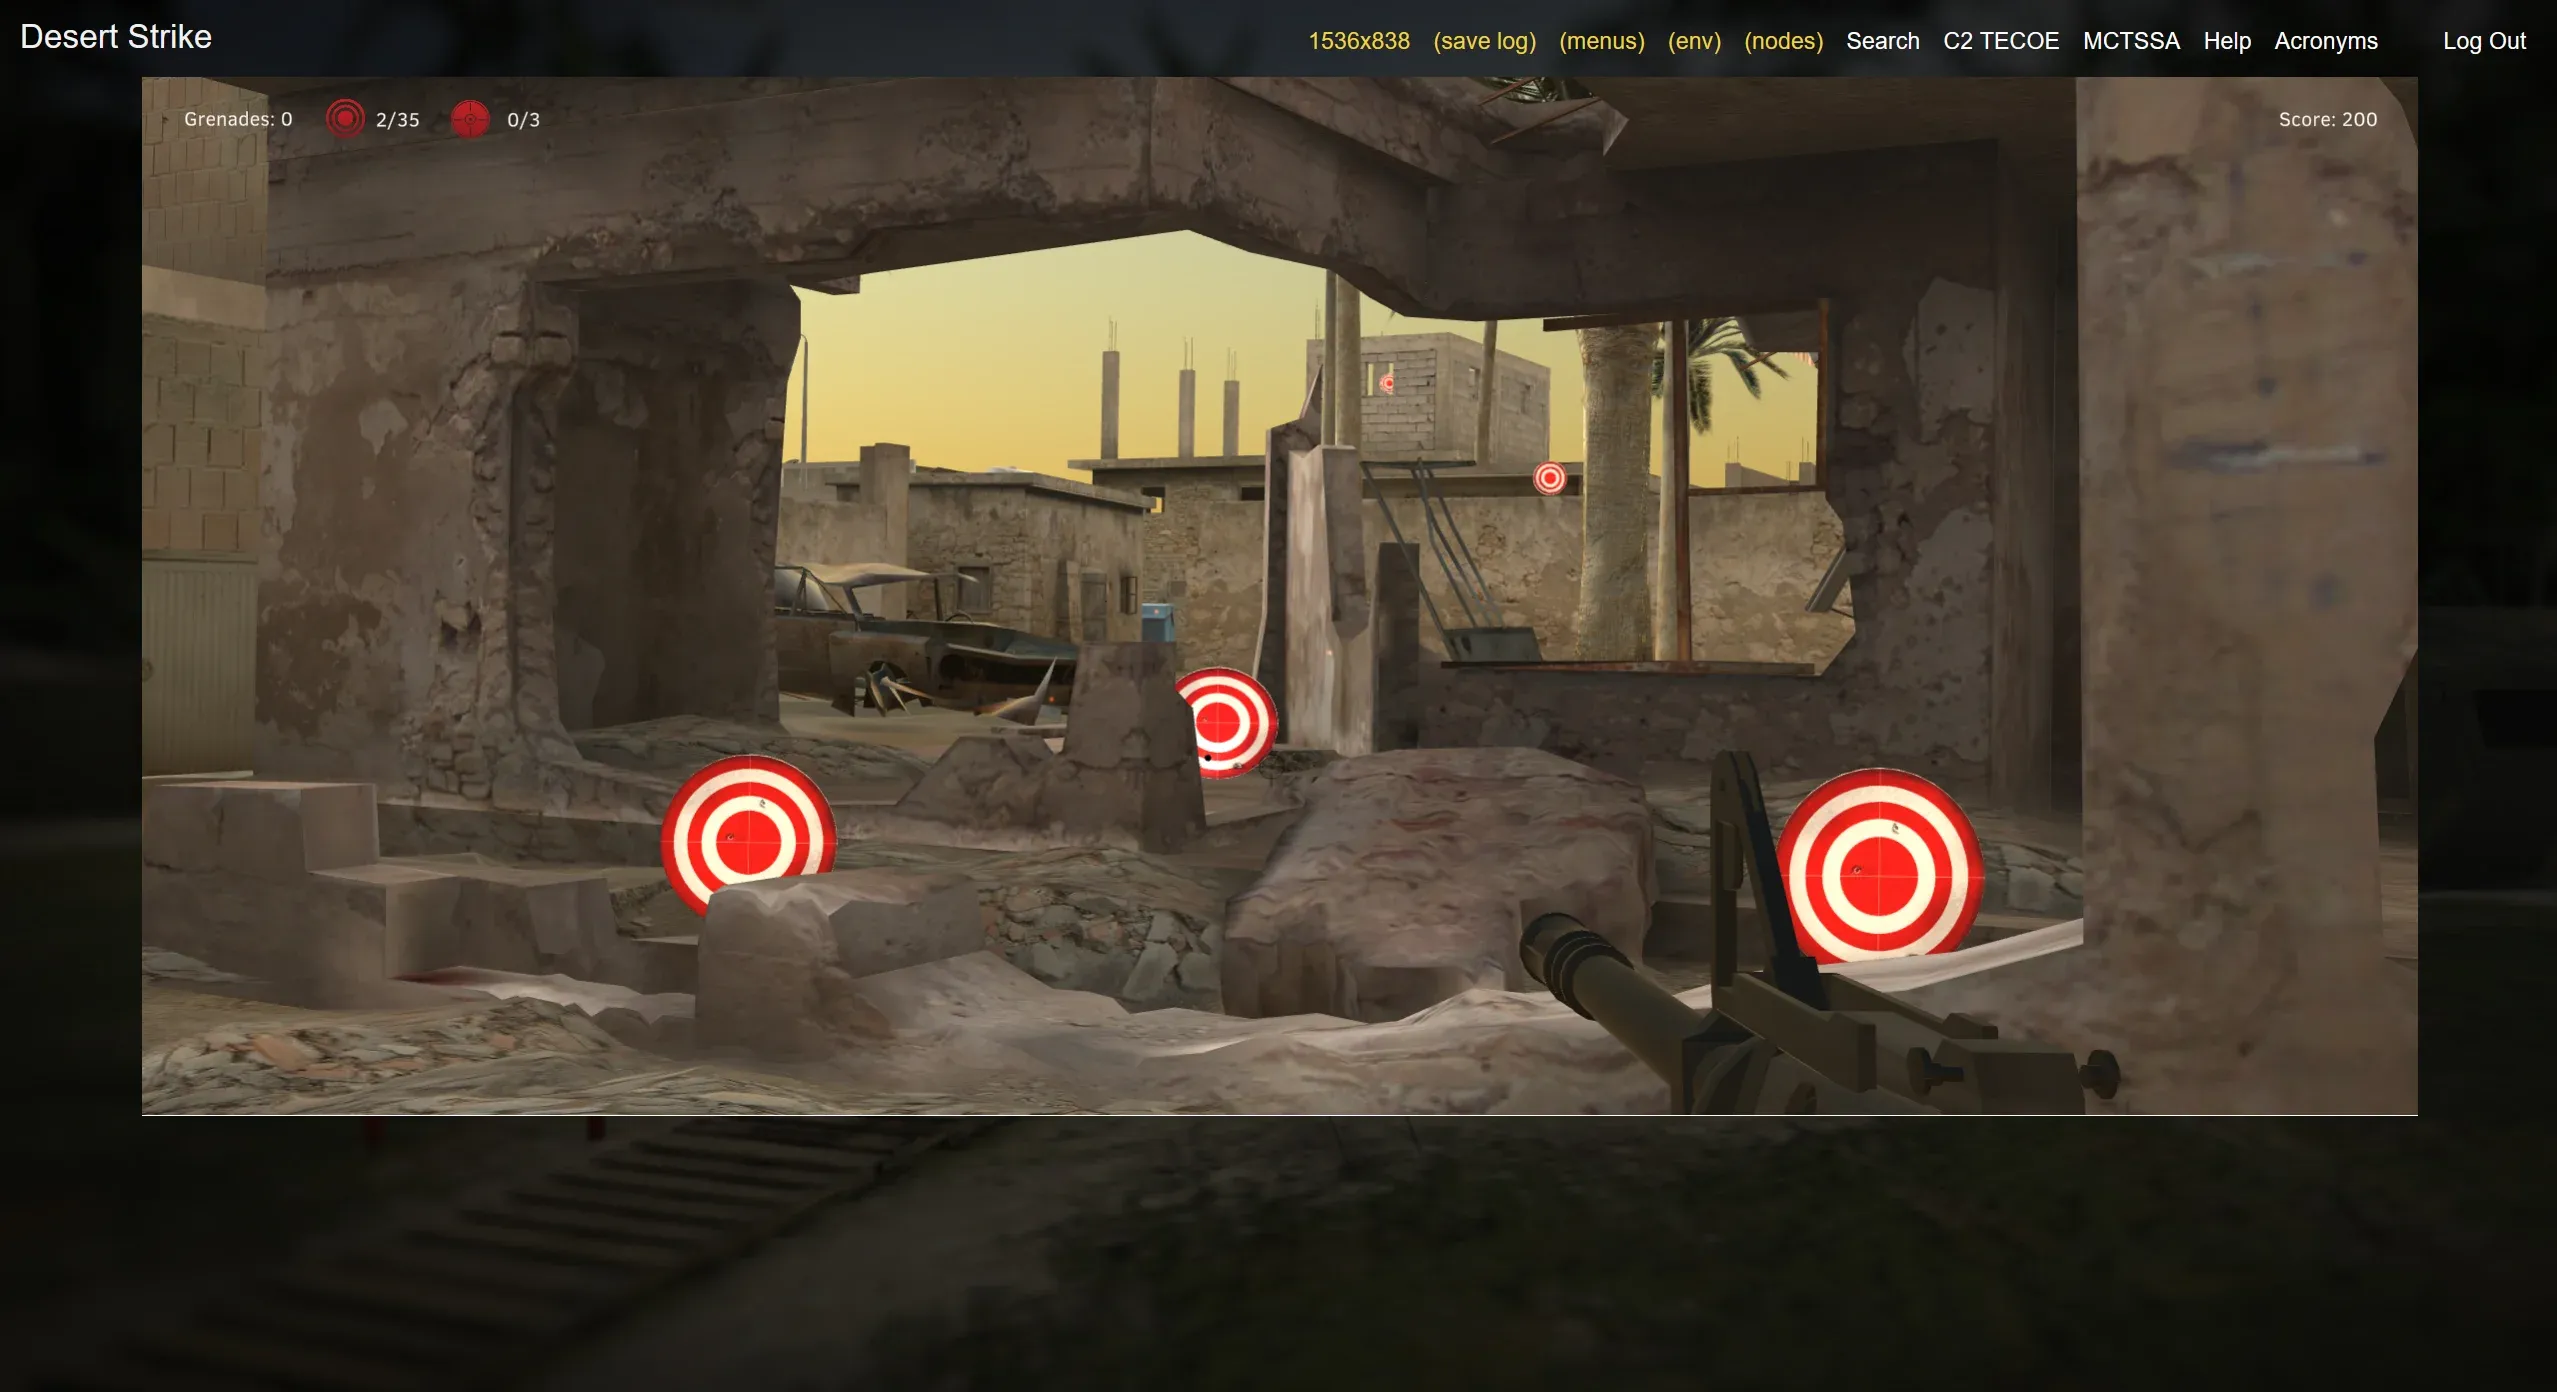 Desert Strike
1536x838 (save log) (menus) (env) (nodes) Search C2 TECOE MCTSSA Help Acronyms Log Out
Grenades: 0 2/35 0/3 Score: 200